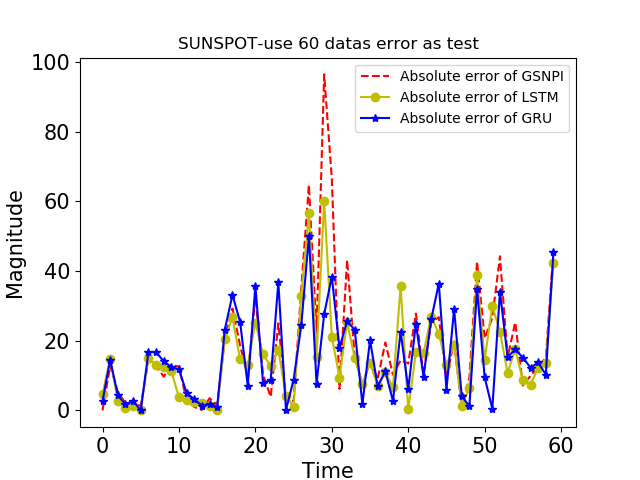 SUNSPOT-use 60 datas error as test
Absolute error of GSNPI
Absolute error of LSTM
Absolute error of GRU
Magnitude
100
80
60
40
20
0
0 10 20 30 40 50 60
Time